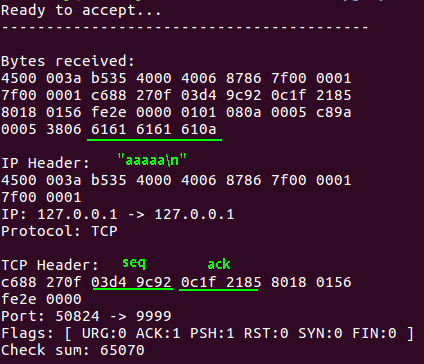 Ready to accept...
-----------------------------------------
Bytes received:
4500 003a b535 4000 4006 8786 7f00 0001
7f00 0001 c688 270f 03d4 9c92 0c1f 2185
8018 0156 fe2e 0000 0101 080a 0005 c89a
0005 3806 6161 6161 610a
IP Header: "aaaaa\n"
4500 003a b535 4000 4006 8786 7f00 0001
7f00 0001
IP: 127.0.0.1 -> 127.0.0.1
Protocol: TCP
TCP Header: seq ack
c688 270f 03d4 9c92 0c1f 2185 8018 0156
fe2e 0000
Port: 50824 -> 9999
Flags: [ URG:0 ACK:1 PSH:1 RST:0 SYN:0 FIN:0 ]
Check sum: 65070